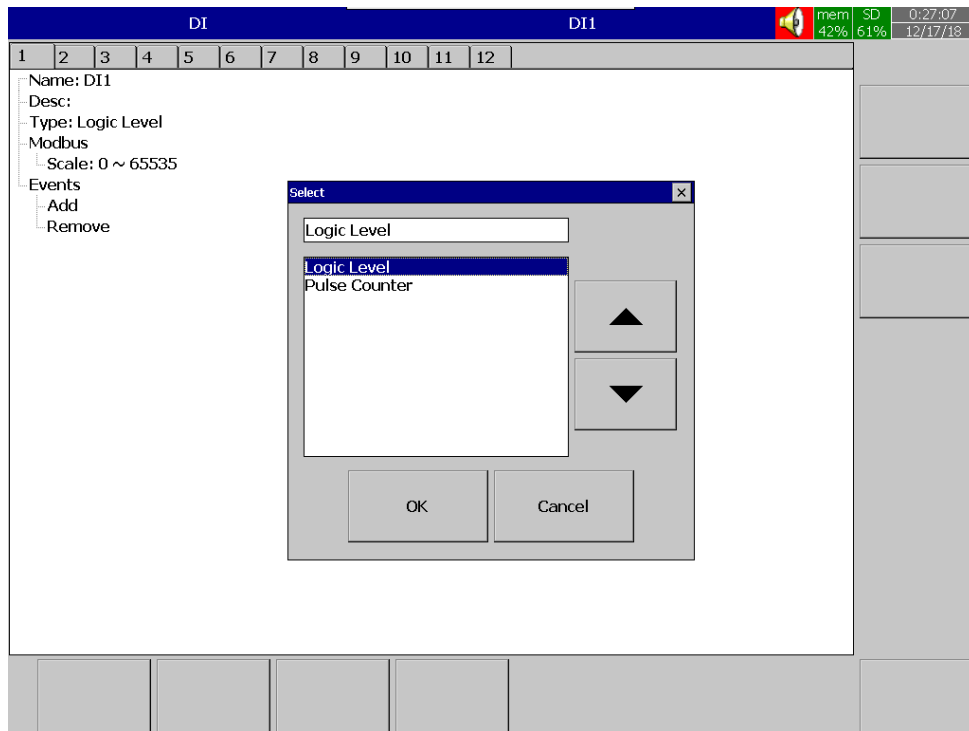 DI DI1 mem SD 0:27:07
42% 61% 12/17/18
1 2 3 4 5 6 7 8 9 10 11 12
Name: DI1
Desc:
Type: Logic Level
Modbus
Scale: 0 ~ 65535
Events
Add
Remove
Select
Logic Level
Logic Level
Pulse Counter
OK Cancel